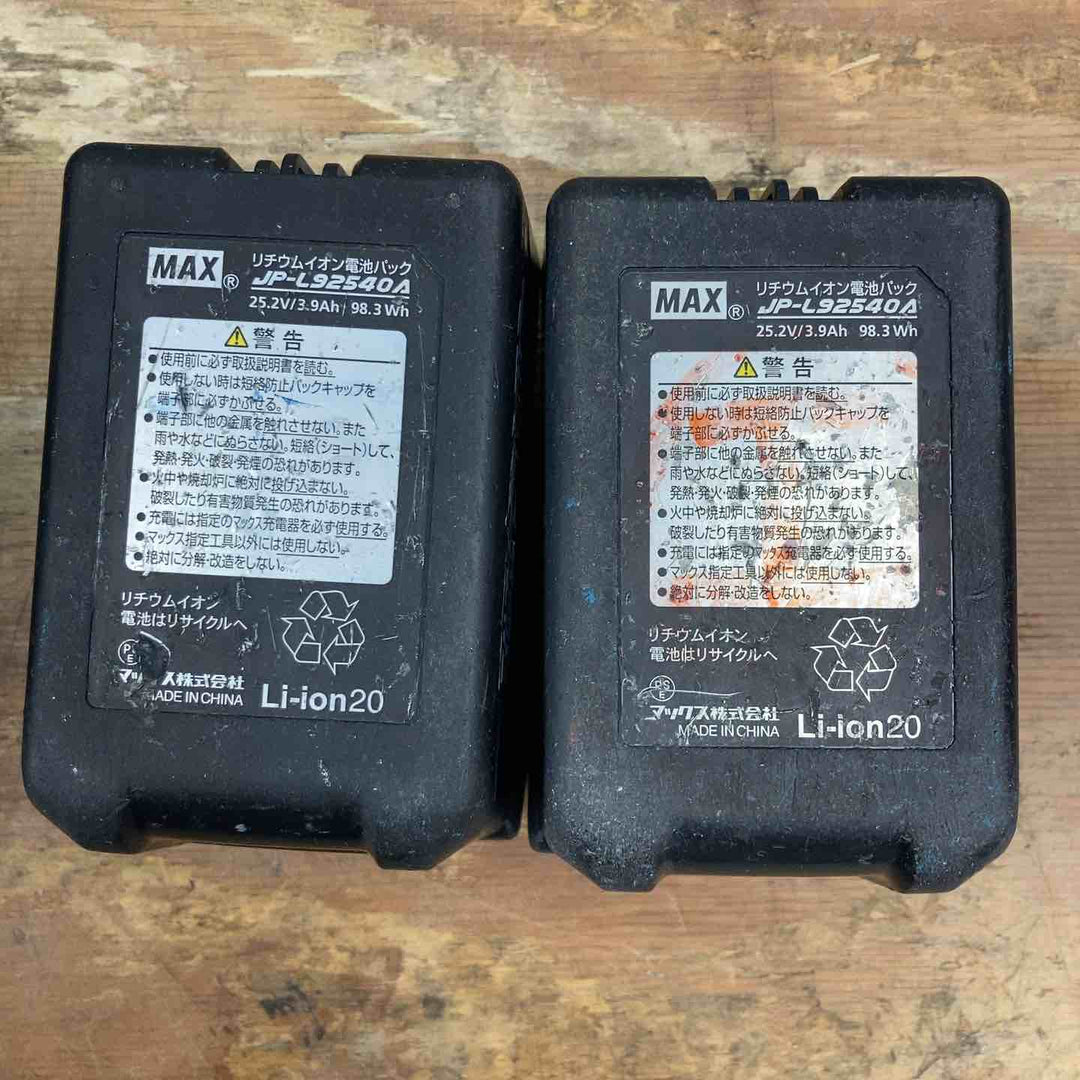 MAX®
リチウムイオン電池パック
JP-L92540A
25.2V/3.9Ah 98.3Wh
警告
●使用前に必ず取扱説明書を読む。
●使用しない時は短絡防止パックキャップを
端子部に必ずかぶせる。
●端子部に他の金属を触れさせない。また
雨や水などにぬらさない。短絡(ショート)して、
発熱・発火・破裂・発煙の恐れがあります。
●火中や焼却炉に絶対に投げ込まない。
破裂したり有害物質発生の恐れがあります。
●充電には指定のマックス充電器を必ず使用する。
●マックス指定工具以外には使用しない。
●絶対に分解・改造をしない。
リチウムイオン
電池はリサイクルへ
PSE
マックス株式会社
MADE IN CHINA
Li-ion20
MAX®
リチウムイオン電池パック
JP-L92540A
25.2V/3.9Ah 98.3Wh
警告
●使用前に必ず取扱説明書を読む。
●使用しない時は短絡防止パックキャップを
端子部に必ずかぶせる。
●端子部に他の金属を触れさせない。また
雨や水などにぬらさない。短絡(ショート)して、
発熱・発火・破裂・発煙の恐れがあります。
●火中や焼却炉に絶対に投げ込まない。
破裂したり有害物質発生の恐れがあります。
●充電には指定のマックス充電器を必ず使用する。
●マックス指定工具以外には使用しない。
●絶対に分解・改造をしない。
リチウムイオン
電池はリサイクルへ
PSE
マックス株式会社
MADE IN CHINA
Li-ion20